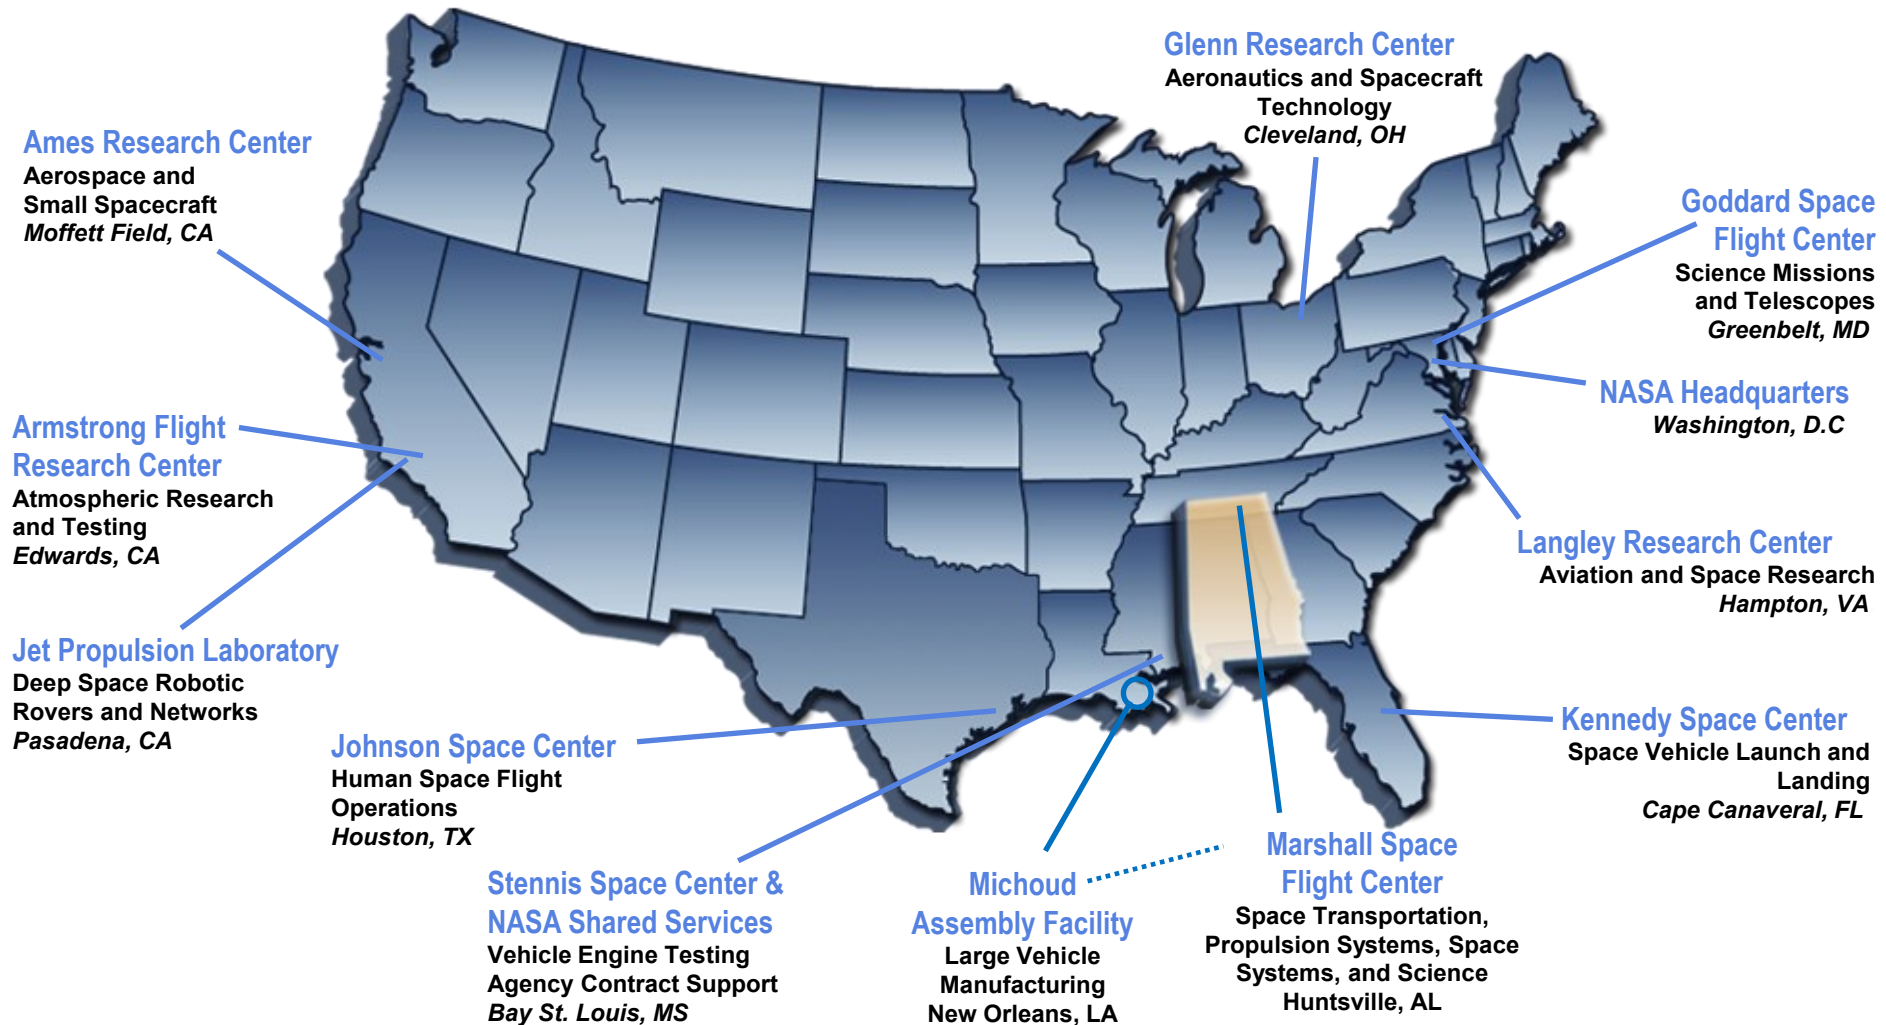 Glenn Research Center
Aeronautics and Spacecraft
Technology
Cleveland, OH
Ames Research Center
Aerospace and
Small Spacecraft
Moffett Field, CA
Goddard Space
Flight Center
Science Missions
and Telescopes
Greenbelt, MD
NASA Headquarters
Washington, D.C
Armstrong Flight
Research Center
Atmospheric Research
and Testing
Edwards, CA
Langley Research Center
Aviation and Space Research
Hampton, VA
Jet Propulsion Laboratory
Deep Space Robotic
Rovers and Networks
Pasadena, CA
Johnson Space Center
Human Space Flight
Operations
Houston, TX
Kennedy Space Center
Space Vehicle Launch and
Landing
Cape Canaveral, FL
Stennis Space Center &
NASA Shared Services
Vehicle Engine Testing
Agency Contract Support
Bay St. Louis, MS
Michoud
Assembly Facility
Large Vehicle
Manufacturing
New Orleans, LA
Marshall Space
Flight Center
Space Transportation,
Propulsion Systems, Space
Systems, and Science
Huntsville, AL